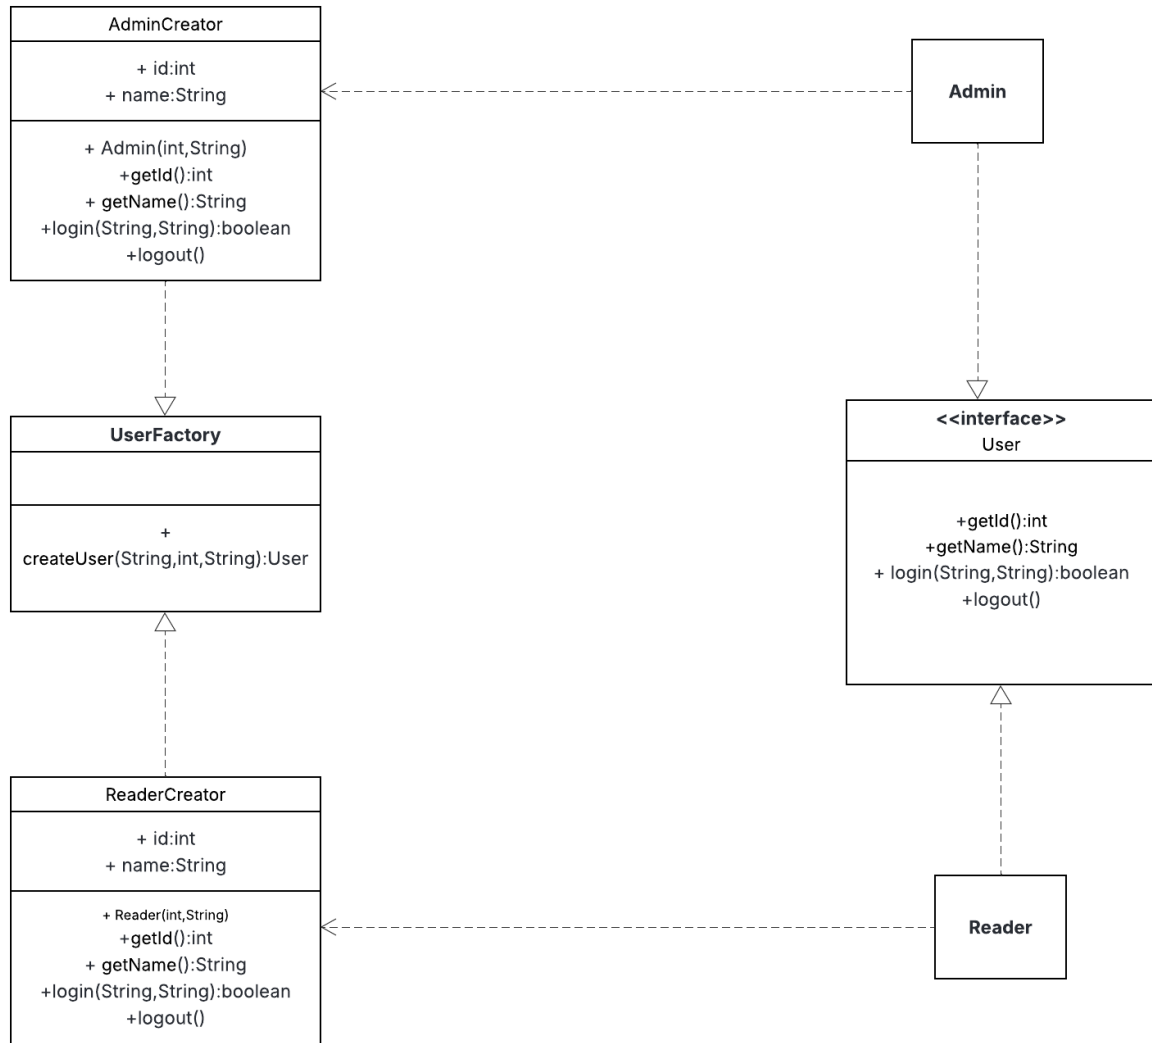 AdminCreator
+ id:int
+ name:String
+ Admin(int,String)
+getId():int
+ getName():String
+login(String,String):boolean
+logout()
Admin
UserFactory
+
createUser(String,int,String):User
<<interface>>
User
+getId():int
+getName():String
+ login(String,String):boolean
+logout()
ReaderCreator
+ id:int
+ name:String
+ Reader(int,String)
+getId():int
+ getName():String
+login(String,String):boolean
+logout()
Reader